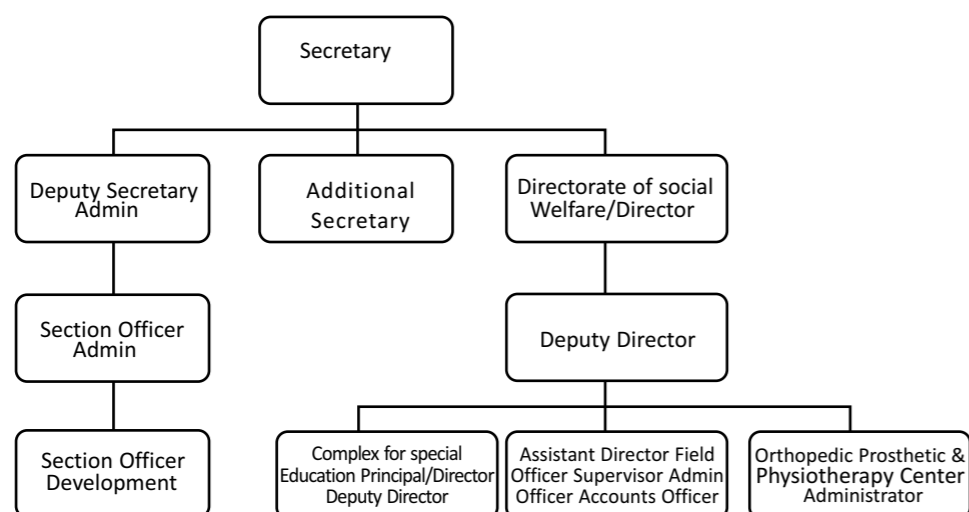 Secretary
Deputy Secretary
Admin
Additional
Secretary
Directorate of social
Welfare/Director
Section Officer
Admin
Deputy Director
Section Officer
Development
Complex for special
Education Principal/Director
Deputy Director
Assistant Director Field
Officer Supervisor Admin
Officer Accounts Officer
Orthopedic Prosthetic &
Physiotherapy Center
Administrator